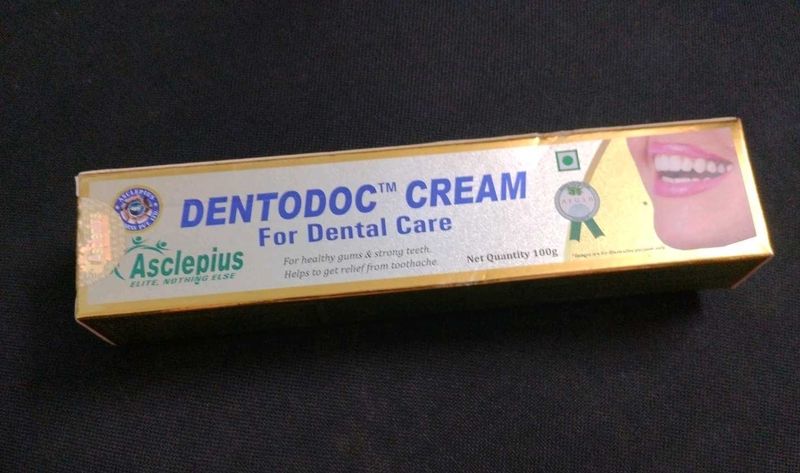 DENTODOC™ CREAM
For Dental Care
Asclepius
ELITE, NOTHING ELSE
For healthy gums & strong teeth.
Helps to get relief from toothache.
Net Quantity 100g
AYUSH